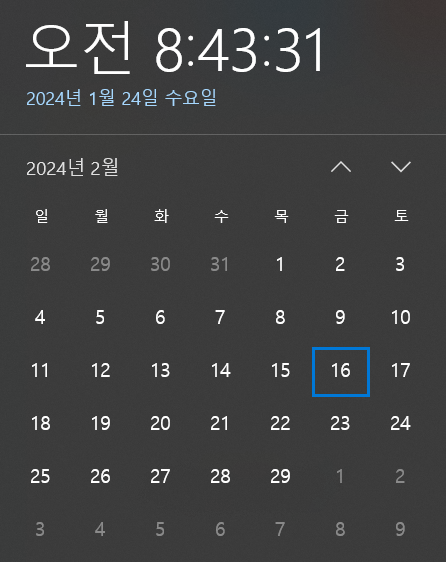 오전 8:43:31
2024년 1월 24일 수요일
2024년 2월
일 월 화 수 목 금 토
28 29 30 31 1 2 3
4 5 6 7 8 9 10
11 12 13 14 15 16 17
18 19 20 21 22 23 24
25 26 27 28 29 1 2
3 4 5 6 7 8 9